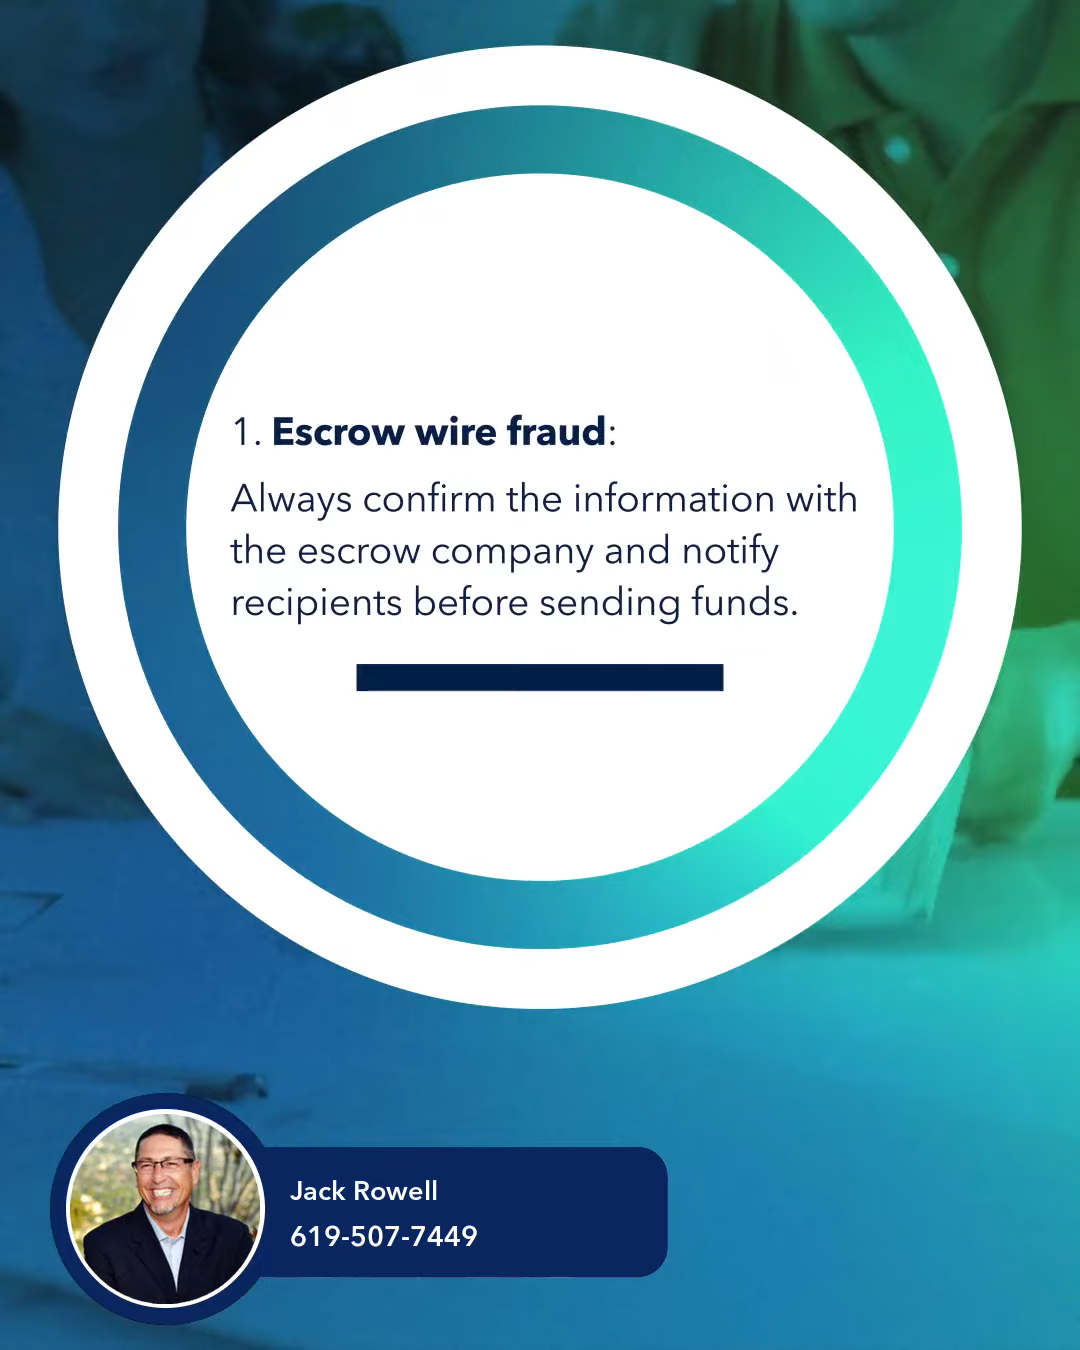 1. Escrow wire fraud:
Always confirm the information with
the escrow company and notify
recipients before sending funds.
Jack Rowell
619-507-7449